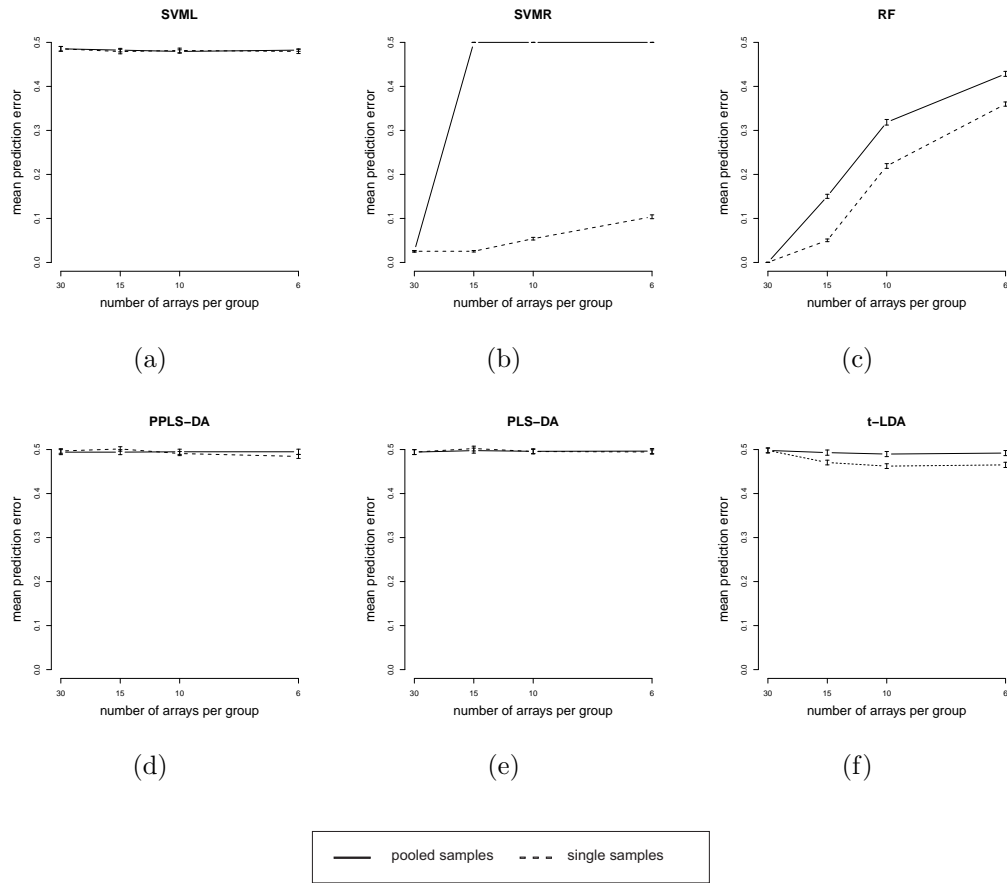 SVML
SVMR
RF
mean prediction error
0.0 0.1 0.2 0.3 0.4 0.5
30 15 10 6
number of arrays per group
mean prediction error
0.0 0.1 0.2 0.3 0.4 0.5
30 15 10 6
number of arrays per group
mean prediction error
0.0 0.1 0.2 0.3 0.4 0.5
30 15 10 6
number of arrays per group
(a)
(b)
(c)
PPLS−DA
PLS−DA
t−LDA
mean prediction error
0.0 0.1 0.2 0.3 0.4 0.5
30 15 10 6
number of arrays per group
mean prediction error
0.0 0.1 0.2 0.3 0.4 0.5
30 15 10 6
number of arrays per group
mean prediction error
0.0 0.1 0.2 0.3 0.4 0.5
30 15 10 6
number of arrays per group
(d)
(e)
(f)
pooled samples
single samples